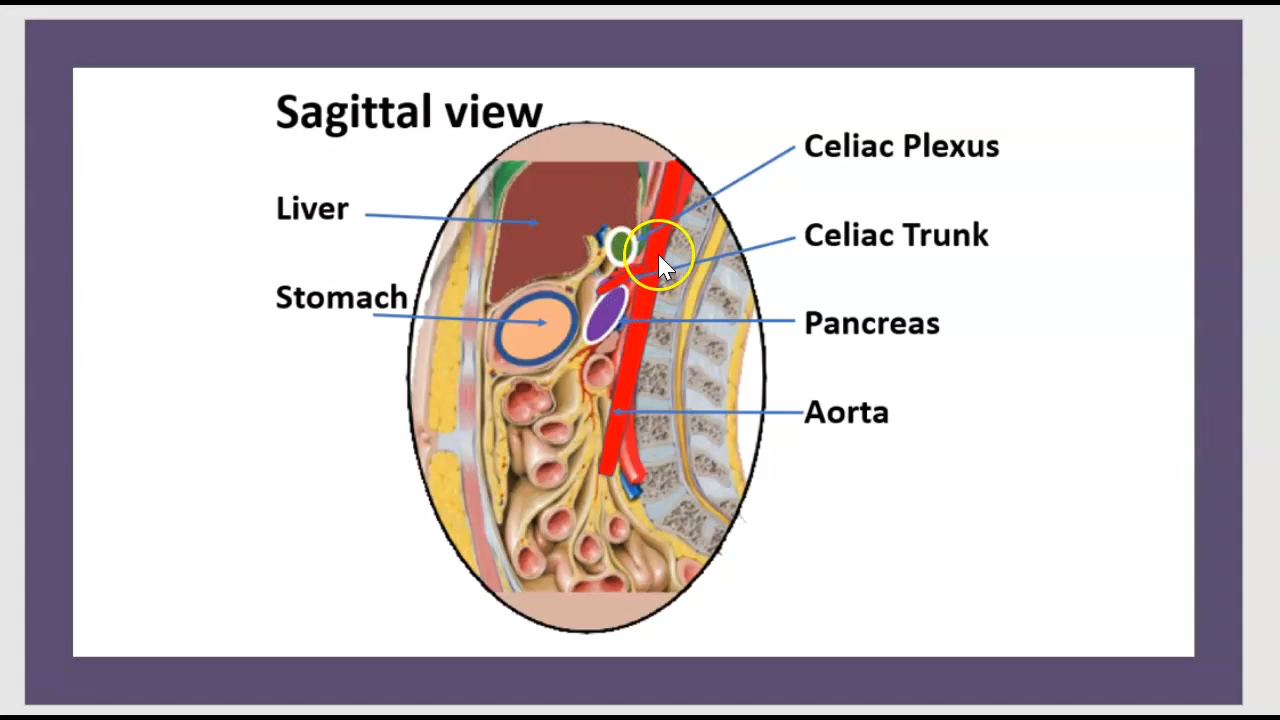 Sagittal view
Celiac Plexus
Liver
Celiac Trunk
Stomach
Pancreas
Aorta